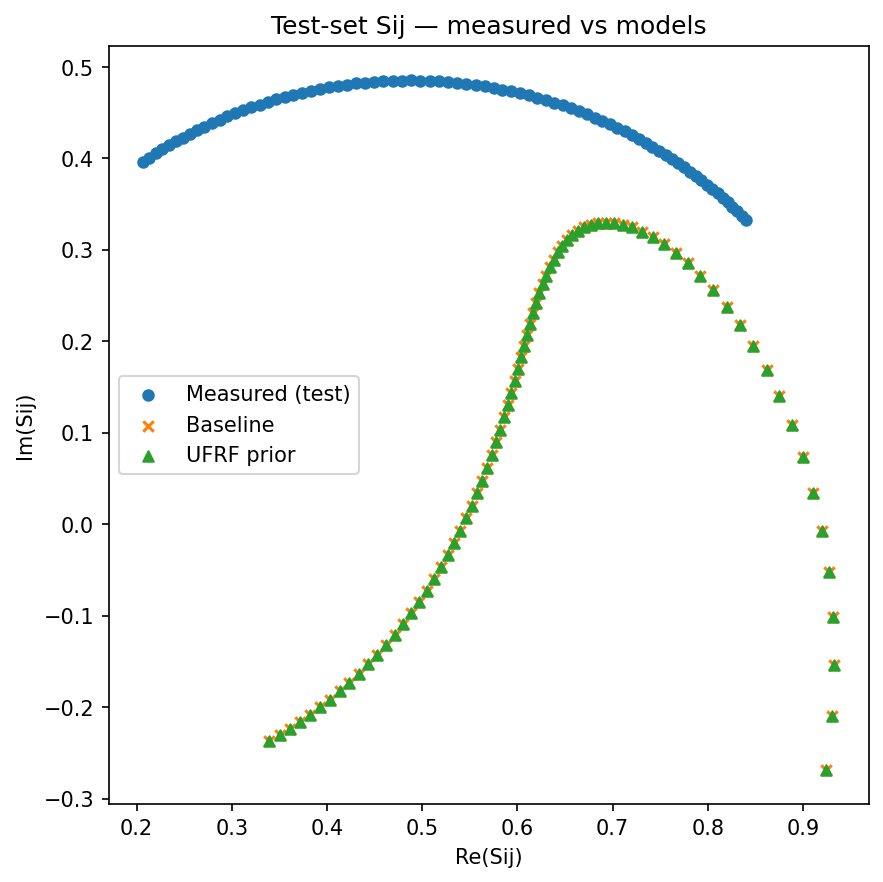 Test-set Sij — measured vs models
0.5
0.4
0.3
0.2
0.1
0.0
−0.1
−0.2
−0.3
Im(Sij)
Measured (test)
Baseline
UFRF prior
0.2 0.3 0.4 0.5 0.6 0.7 0.8 0.9
Re(Sij)